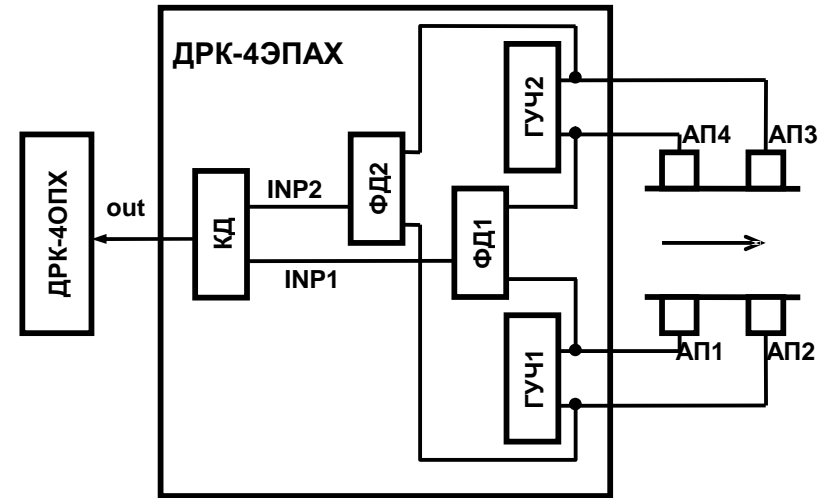 ДРК-4ЭПАХ
ГУЧ2
АП4
АП3
ФД2
INP2
out
КД
ФД1
ДРК-4ОПХ
INP1
ГУЧ1
АП1
АП2